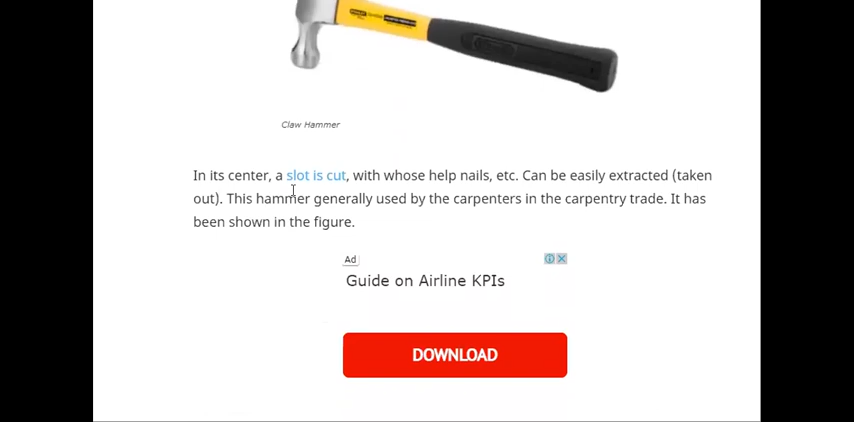 Claw Hammer
In its center, a slot is cut, with whose help nails, etc. Can be easily extracted (taken
out). This hammer generally used by the carpenters in the carpentry trade. It has
been shown in the figure.
Ad
Guide on Airline KPIs
DOWNLOAD